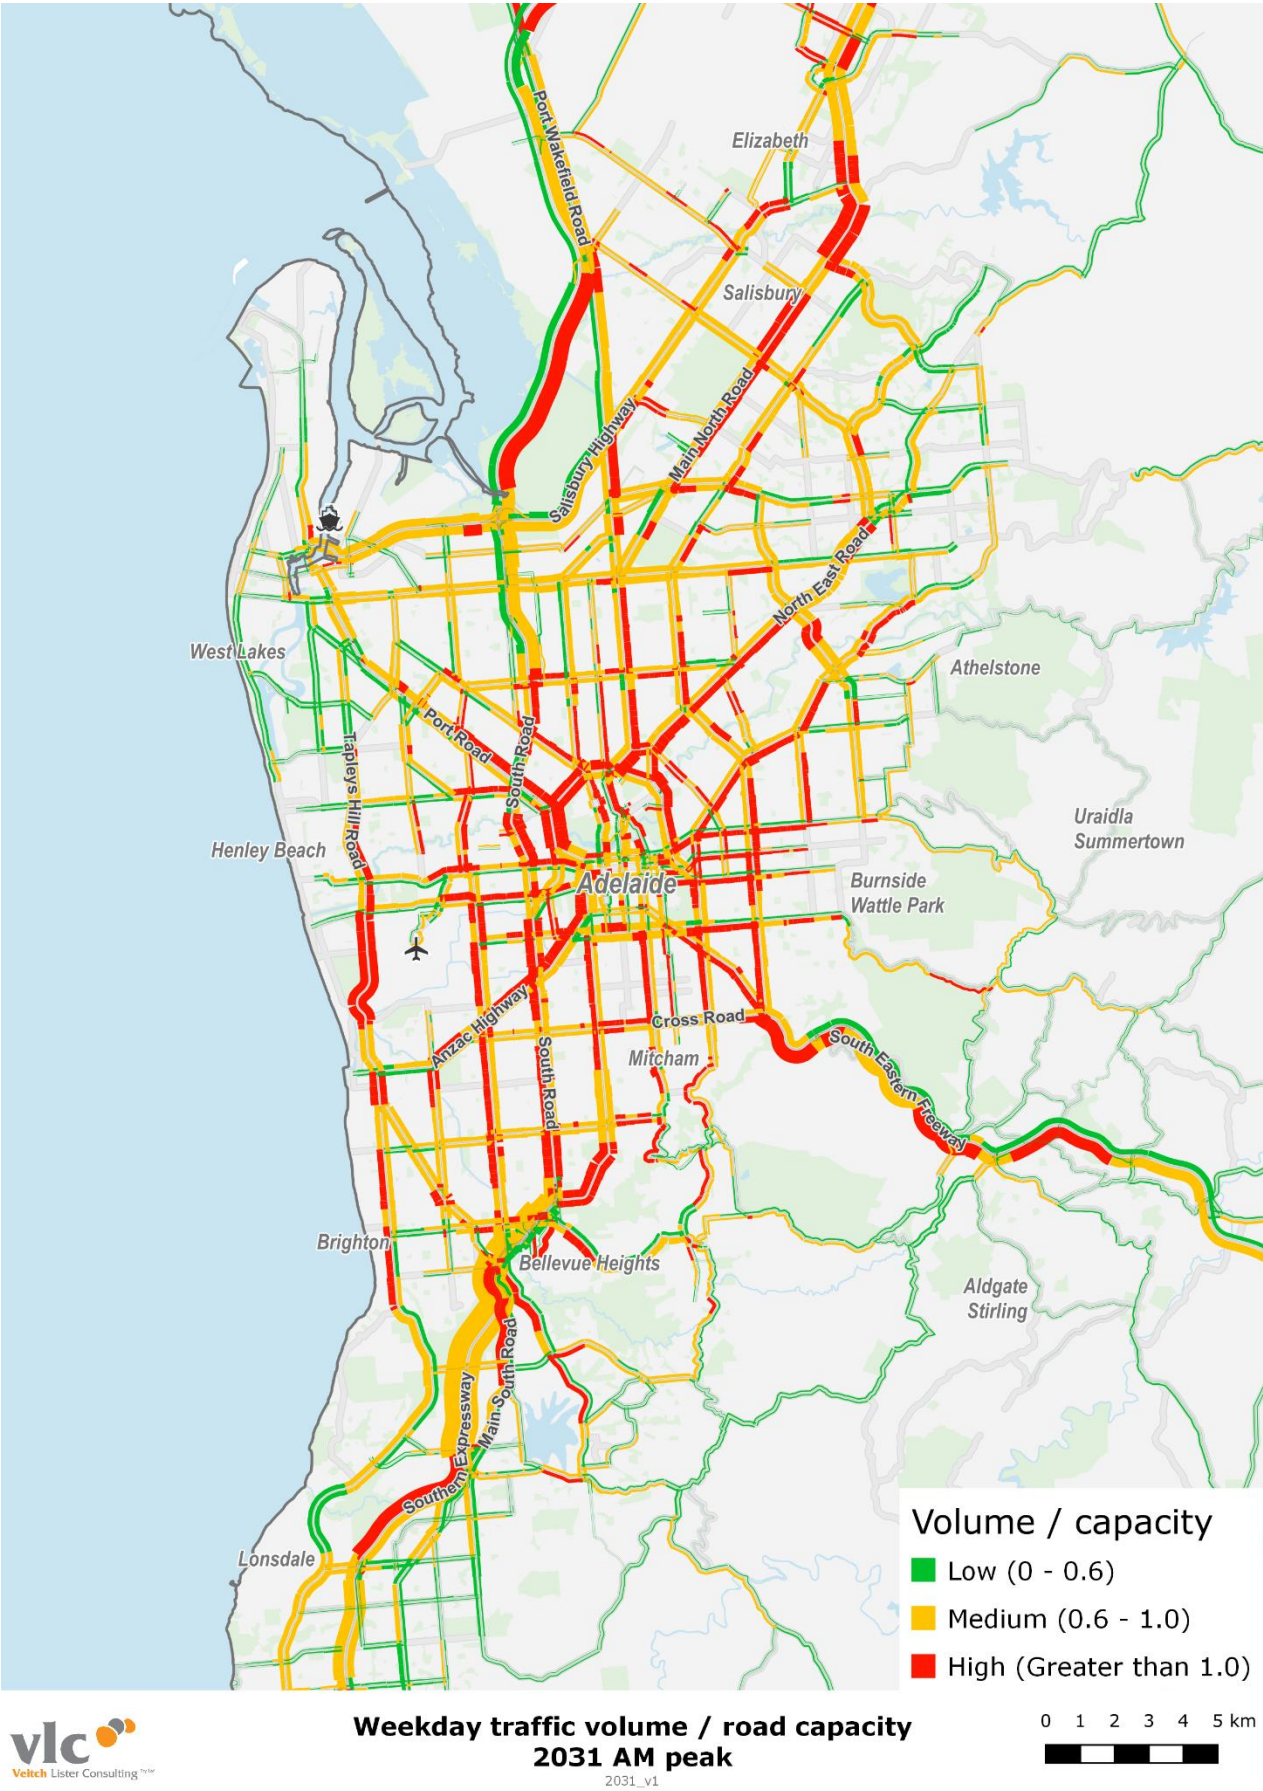 Port Wakefield Road
Elizabeth
Salisbury
Salisbury Highway
Main North Road
North East Road
West Lakes
Athelstone
Port Road
South Road
Tapleys Hill Road
Uraidla
Summertown
Henley Beach
Adelaide
Burnside
Wattle Park
Anzac Highway
Cross Road
South Road
Mitcham
South Eastern Freeway
Brighton
Bellevue Heights
Aldgate
Stirling
Main South Road
Southern Expressway
Lonsdale
Volume / capacity
Low (0 - 0.6)
Medium (0.6 - 1.0)
High (Greater than 1.0)
vlc
Veitch Lister Consulting
Weekday traffic volume / road capacity
2031 AM peak
2031_v1
0 1 2 3 4 5 km